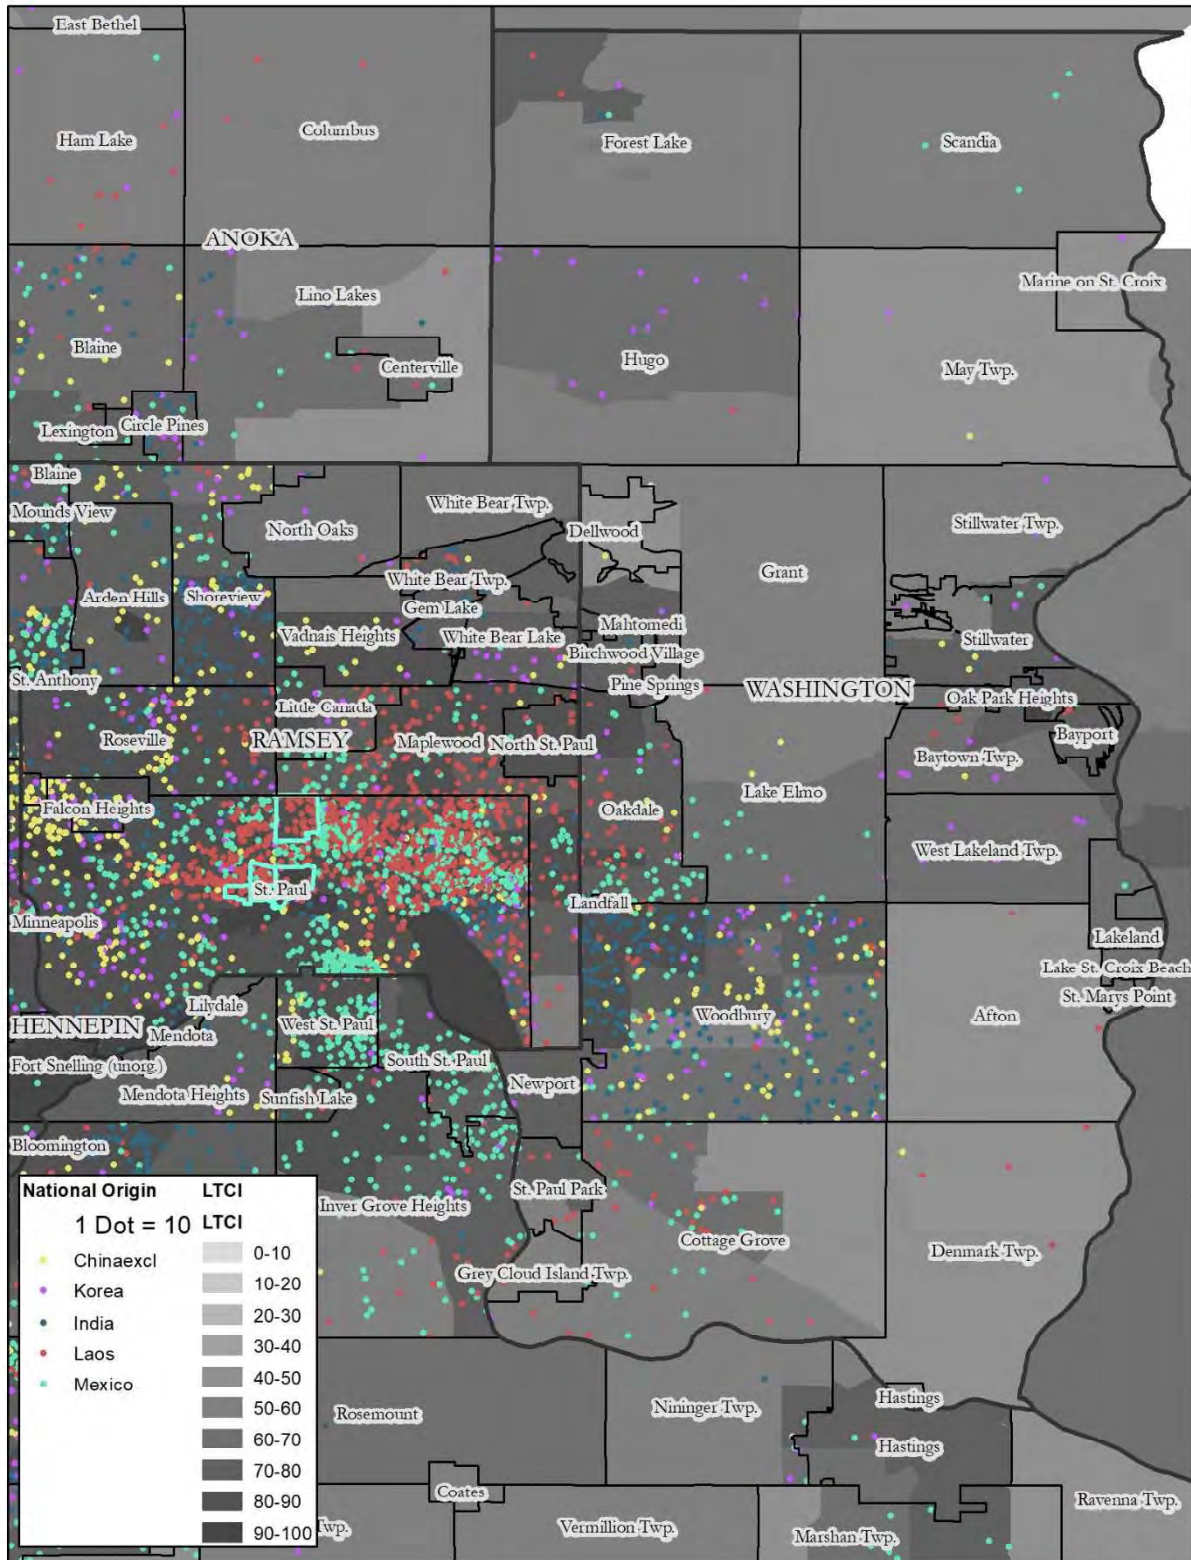 East Bethel
Ham Lake
Columbus
Forest Lake
Scandia
ANOKA
Marine on St. Croix
Lino Lakes
Blaine
Centerville
Hugo
May Twp.
Lexington
Circle Pines
Blaine
Mounds View
North Oaks
White Bear Twp.
Dellwood
Stillwater Twp.
Grant
White Bear Twp.
Arden Hills
Shoreview
Gem Lake
Vadnais Heights
White Bear Lake
Mahtomedi
Stillwater
Birchwood Village
St. Anthony
Pine Springs
WASHINGTON
Oak Park Heights
Little Canada
Roseville
RAMSEY
Maplewood
North St. Paul
Bayport
Baytown Twp.
Lake Elmo
Falcon Heights
Oakdale
West Lakeland Twp.
St. Paul
Landfall
Minneapolis
Lakeland
Lake St. Croix Beach
St. Marys Point
Lilydale
Woodbury
Afton
HENNEPIN
Mendota
West St. Paul
South St. Paul
Fort Snelling (unorg.)
Newport
Mendota Heights
Sunfish Lake
Bloomington
St. Paul Park
Inver Grove Heights
Cottage Grove
Denmark Twp.
Grey Cloud Island Twp.
National Origin
1 Dot = 10
Chinaexcl
Korea
India
Laos
Mexico
LTCI
LTCI
0-10
10-20
20-30
30-40
40-50
50-60
60-70
70-80
80-90
90-100
Rosemount
Nininger Twp.
Hastings
Hastings
Coates
Ravenna Twp.
Twp.
Vermillion Twp.
Marshan Twp.